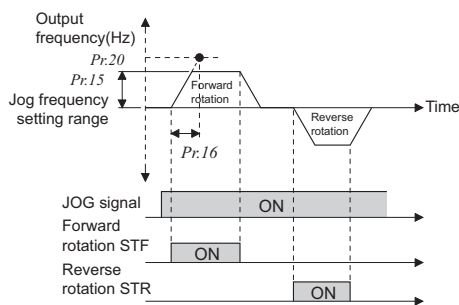 Output
frequency(Hz)
Pr.20
Pr.15
Forward
rotation
Jog frequency
setting range
Time
Reverse
rotation
Pr.16
JOG signal
ON
Forward
rotation STF
ON
Reverse
rotation STR
ON